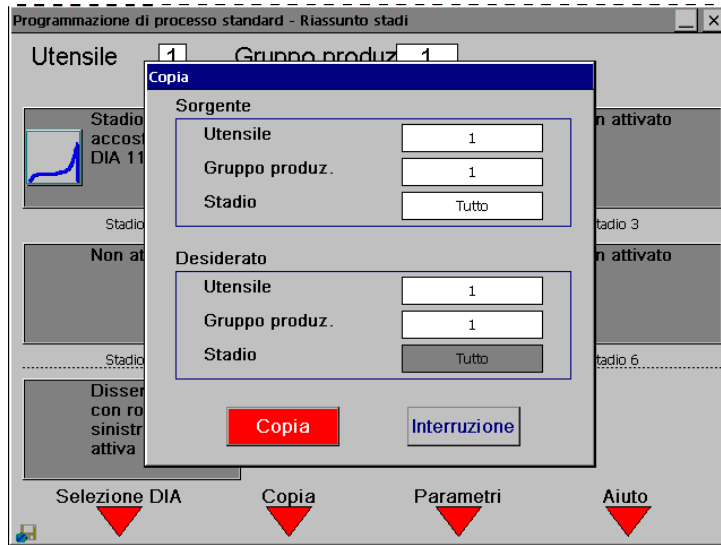 Programmazione di processo standard - Riassunto stadi
Utensile 1 Gruppo produz 1
Copia
Sorgente
Utensile 1
Gruppo produz. 1
Stadio Tutto
Desiderato
Utensile 1
Gruppo produz. 1
Stadio Tutto
Copia Interruzione
Stadio
accost
DIA 11
n attivato
Stadio
tadio 3
Non at
n attivato
Stadio
tadio 6
Disser
con ro
sinistr
attiva
Selezione DIA Copia Parametri Aiuto